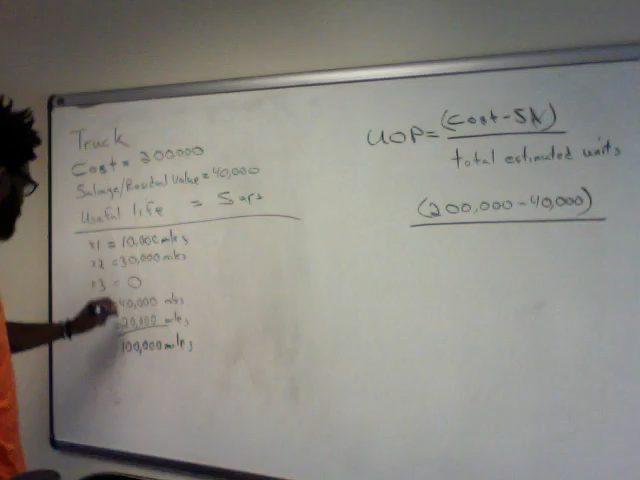 Truck
Cost = 200,000
Salvage/Residual Value = 40,000
Useful life = 5 yrs
Y1 = 10,000 miles
Y2 = 30,000 miles
Y3 = 0
40,000 miles
20,000 miles
100,000 miles
UOP = (Cost - SV)
total estimated units
(200,000 - 40,000)